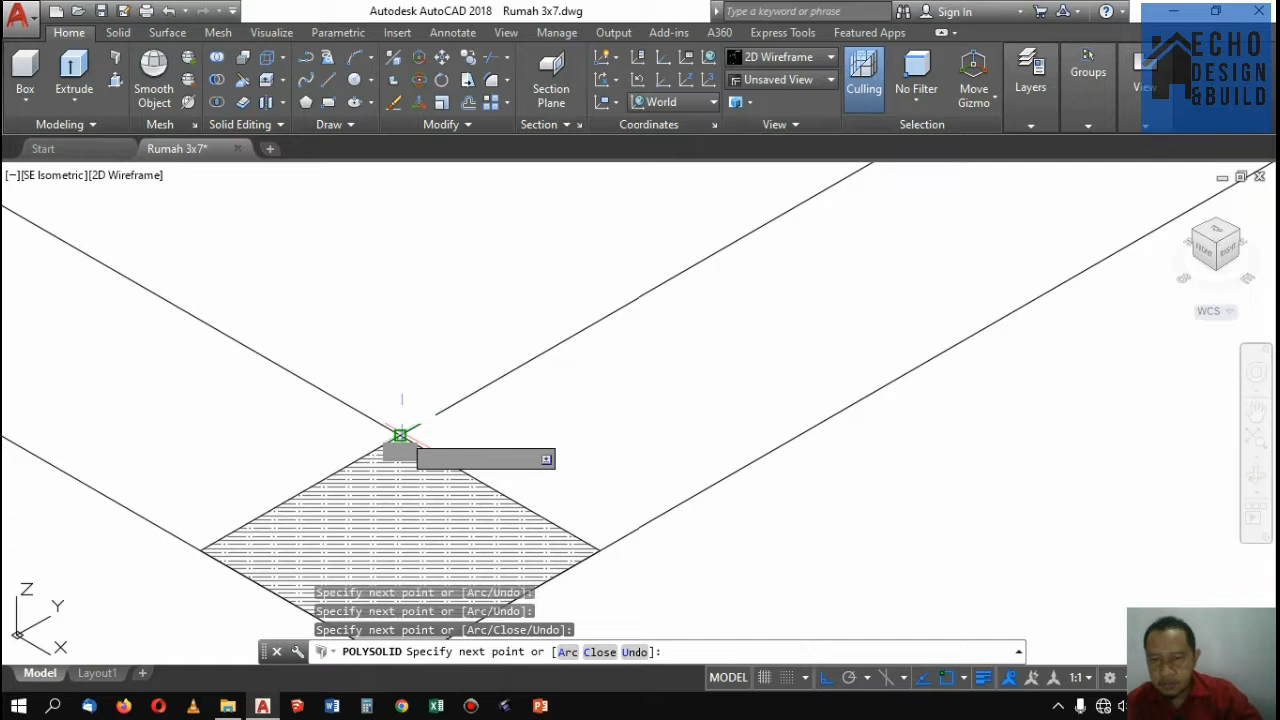 Autodesk AutoCAD 2018 Rumah 3x7.dwg
Type a keyword or phrase
Sign In
ECHO
DESIGN
&BUILD
Home Solid Surface Mesh Visualize Parametric Insert Annotate View Manage Output Add-ins A360 Express Tools Featured Apps
Box
Extrude
Smooth
Object
Section
Plane
World
2D Wireframe
Unsaved View
Culling
No Filter
Move
Gizmo
Layers
Groups
Modeling
Mesh
Solid Editing
Draw
Modify
Section
Coordinates
View
Selection
Start
Rumah 3x7*
[−][SE Isometric][2D Wireframe]
TOP
FRONT
RIGHT
WCS
Z
Y
X
Specify next point or [Arc/Undo]:
Specify next point or [Arc/Undo]:
Specify next point or [Arc/Close/Undo]:
POLYSOLID Specify next point or [Arc Close Undo]:
Model Layout1
MODEL
1:1